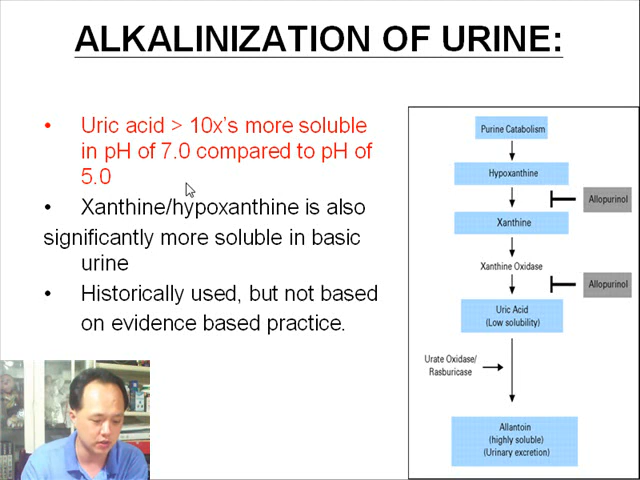 ALKALINIZATION OF URINE:
• Uric acid > 10x's more soluble
in pH of 7.0 compared to pH of
5.0
• Xanthine/hypoxanthine is also
significantly more soluble in basic
urine
• Historically used, but not based
on evidence based practice.
Purine Catabolism
Hypoxanthine
Allopurinol
Xanthine
Xanthine Oxidase
Allopurinol
Uric Acid
(Low solubility)
Urate Oxidase/
Rasburicase
Allantoin
(highly soluble)
(Urinary excretion)